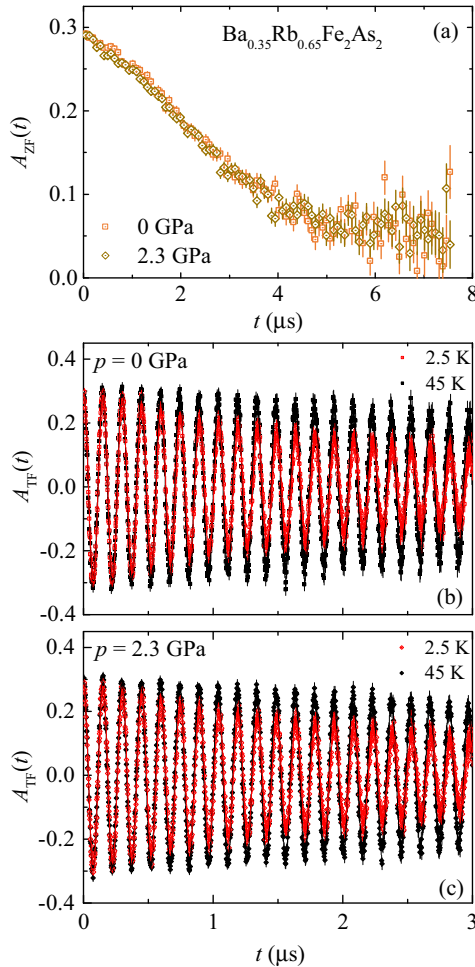 Ba0.35Rb0.65Fe2As2 (a)
0.3
0.2
0.1
0.0
AZF(t)
0 GPa
2.3 GPa
0 2 4 6 8
t (μs)
p = 0 GPa
2.5 K
45 K
0.4
0.2
0.0
-0.2
-0.4
ATF(t)
(b)
p = 2.3 GPa
2.5 K
45 K
0.4
0.2
0.0
-0.2
-0.4
ATF(t)
(c)
0 1 2 3
t (μs)